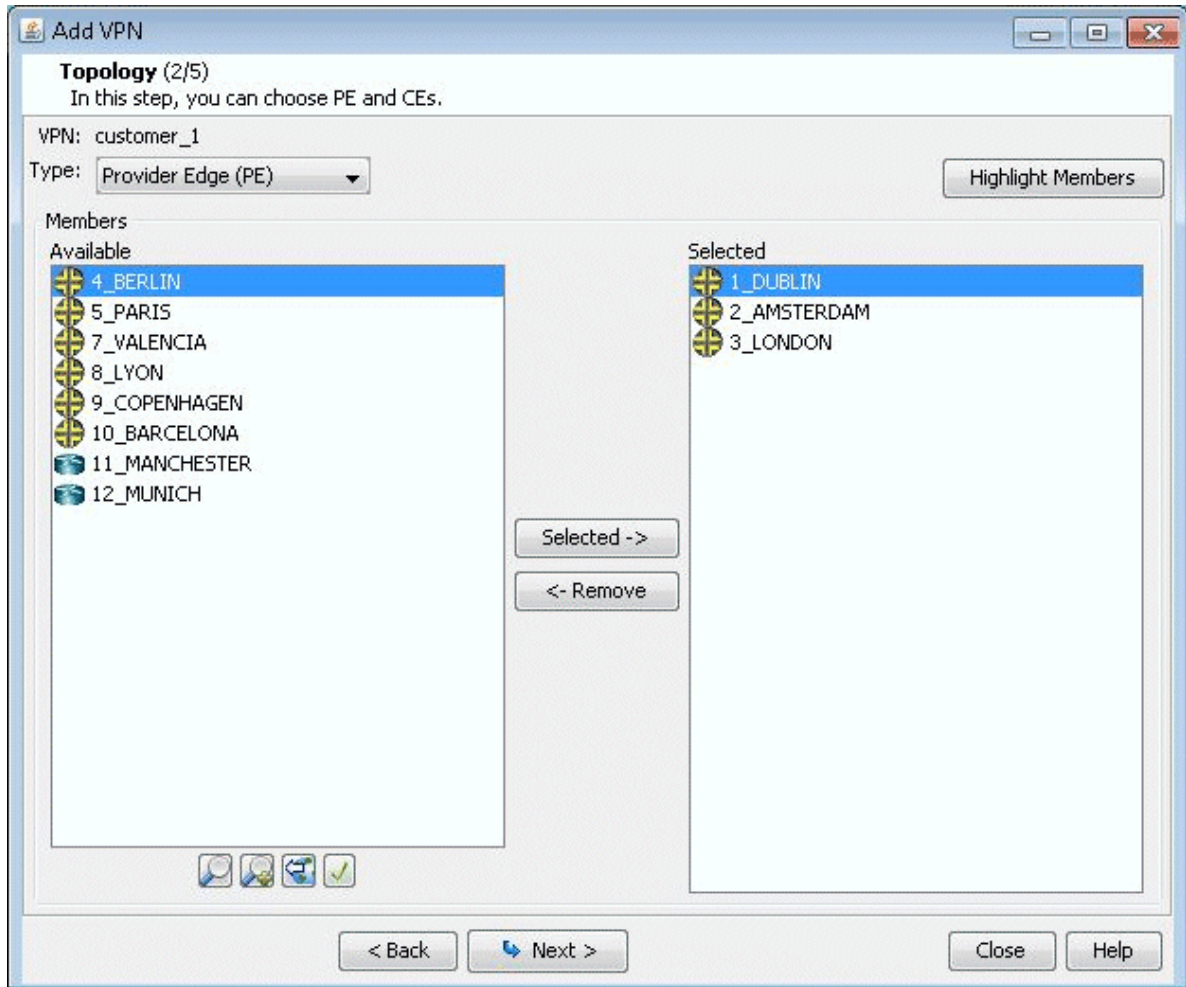 Add VPN
Topology (2/5)
In this step, you can choose PE and CEs.
VPN: customer_1
Type: Provider Edge (PE)
Highlight Members
Members
Available
4_BERLIN
5_PARIS
7_VALENCIA
8_LYON
9_COPENHAGEN
10_BARCELONA
11_MANCHESTER
12_MUNICH
Selected ->
<- Remove
Selected
1_DUBLIN
2_AMSTERDAM
3_LONDON
< Back
Next >
Close
Help